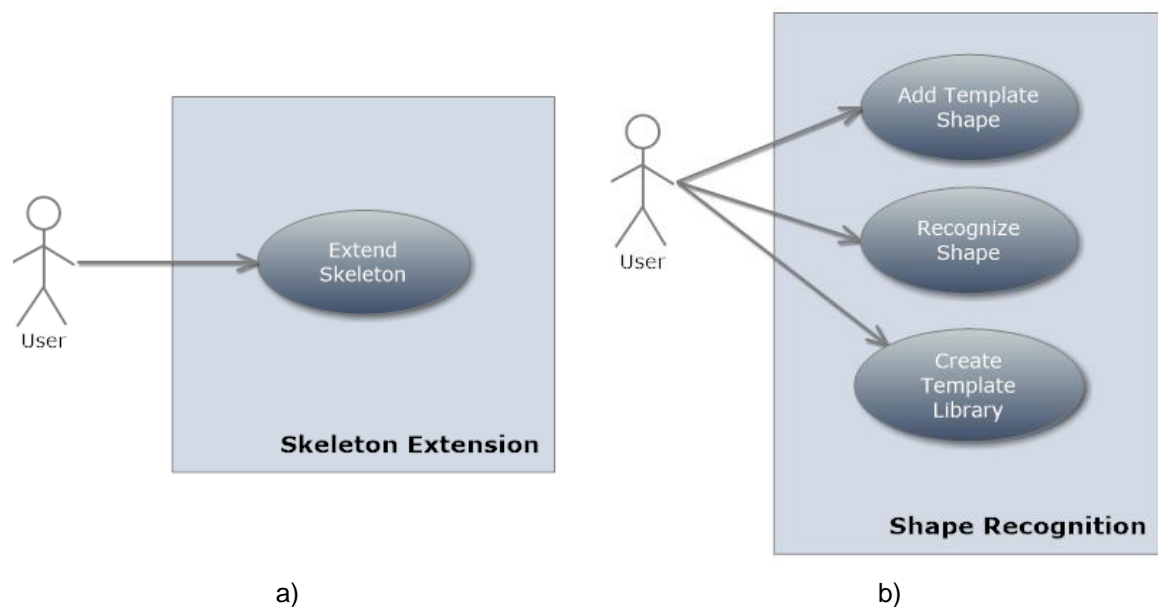 User
Extend
Skeleton
Skeleton Extension
a)
User
Add Template
Shape
Recognize
Shape
Create
Template
Library
Shape Recognition
b)